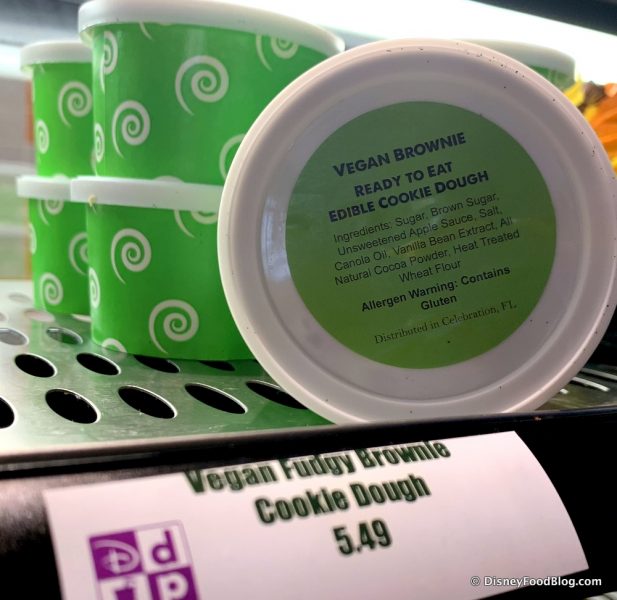 VEGAN BROWNIE
READY TO EAT
EDIBLE COOKIE DOUGH
Ingredients: Sugar, Brown Sugar,
Unsweetened Apple Sauce, Salt,
Canola Oil, Vanilla Bean Extract, All
Natural Cocoa Powder, Heat Treated
Wheat Flour
Allergen Warning: Contains
Gluten
Distributed in Celebration, FL
Vegan Fudgy Brownie
Cookie Dough
5.49
© DisneyFoodBlog.com